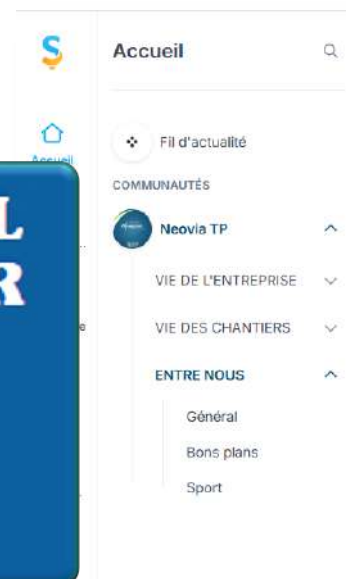 Accueil
Accueil
Fil d'actualité
COMMUNAUTÉS
Neovia TP
VIE DE L'ENTREPRISE
VIE DES CHANTIERS
ENTRE NOUS
Général
Bons plans
Sport
L
R